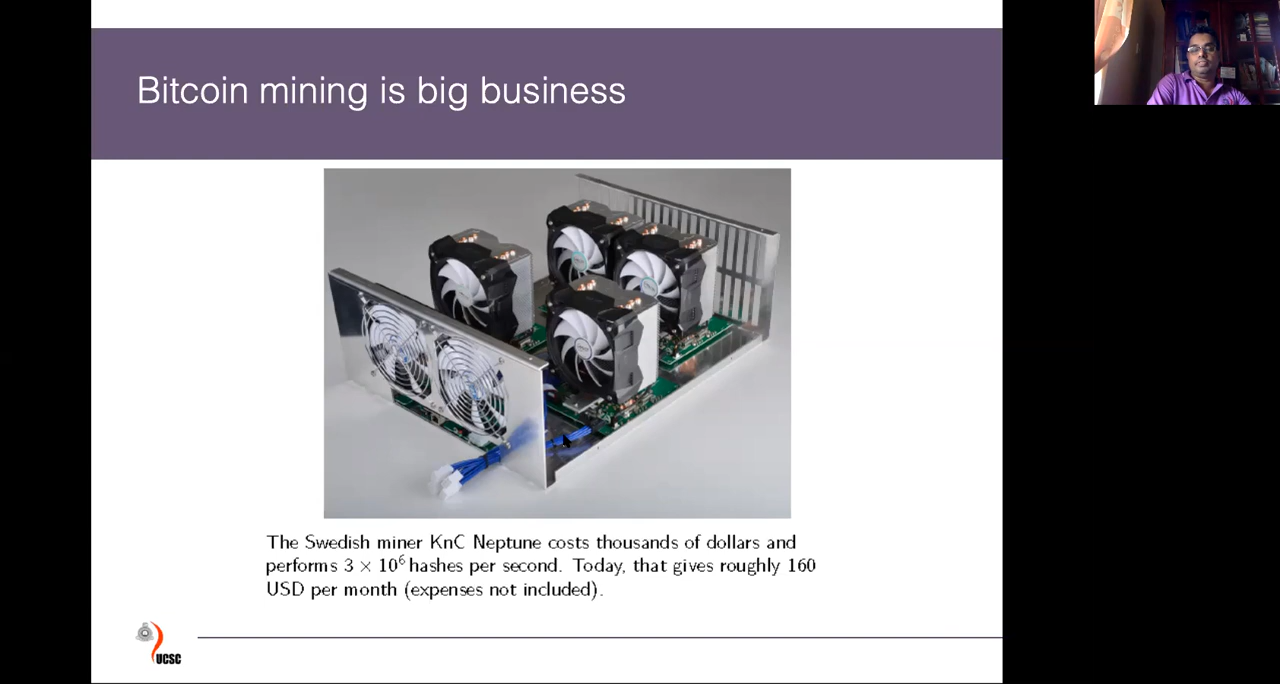 Bitcoin mining is big business
The Swedish miner KnC Neptune costs thousands of dollars and
performs 3 × 10⁶ hashes per second. Today, that gives roughly 160
USD per month (expenses not included).
UCSC